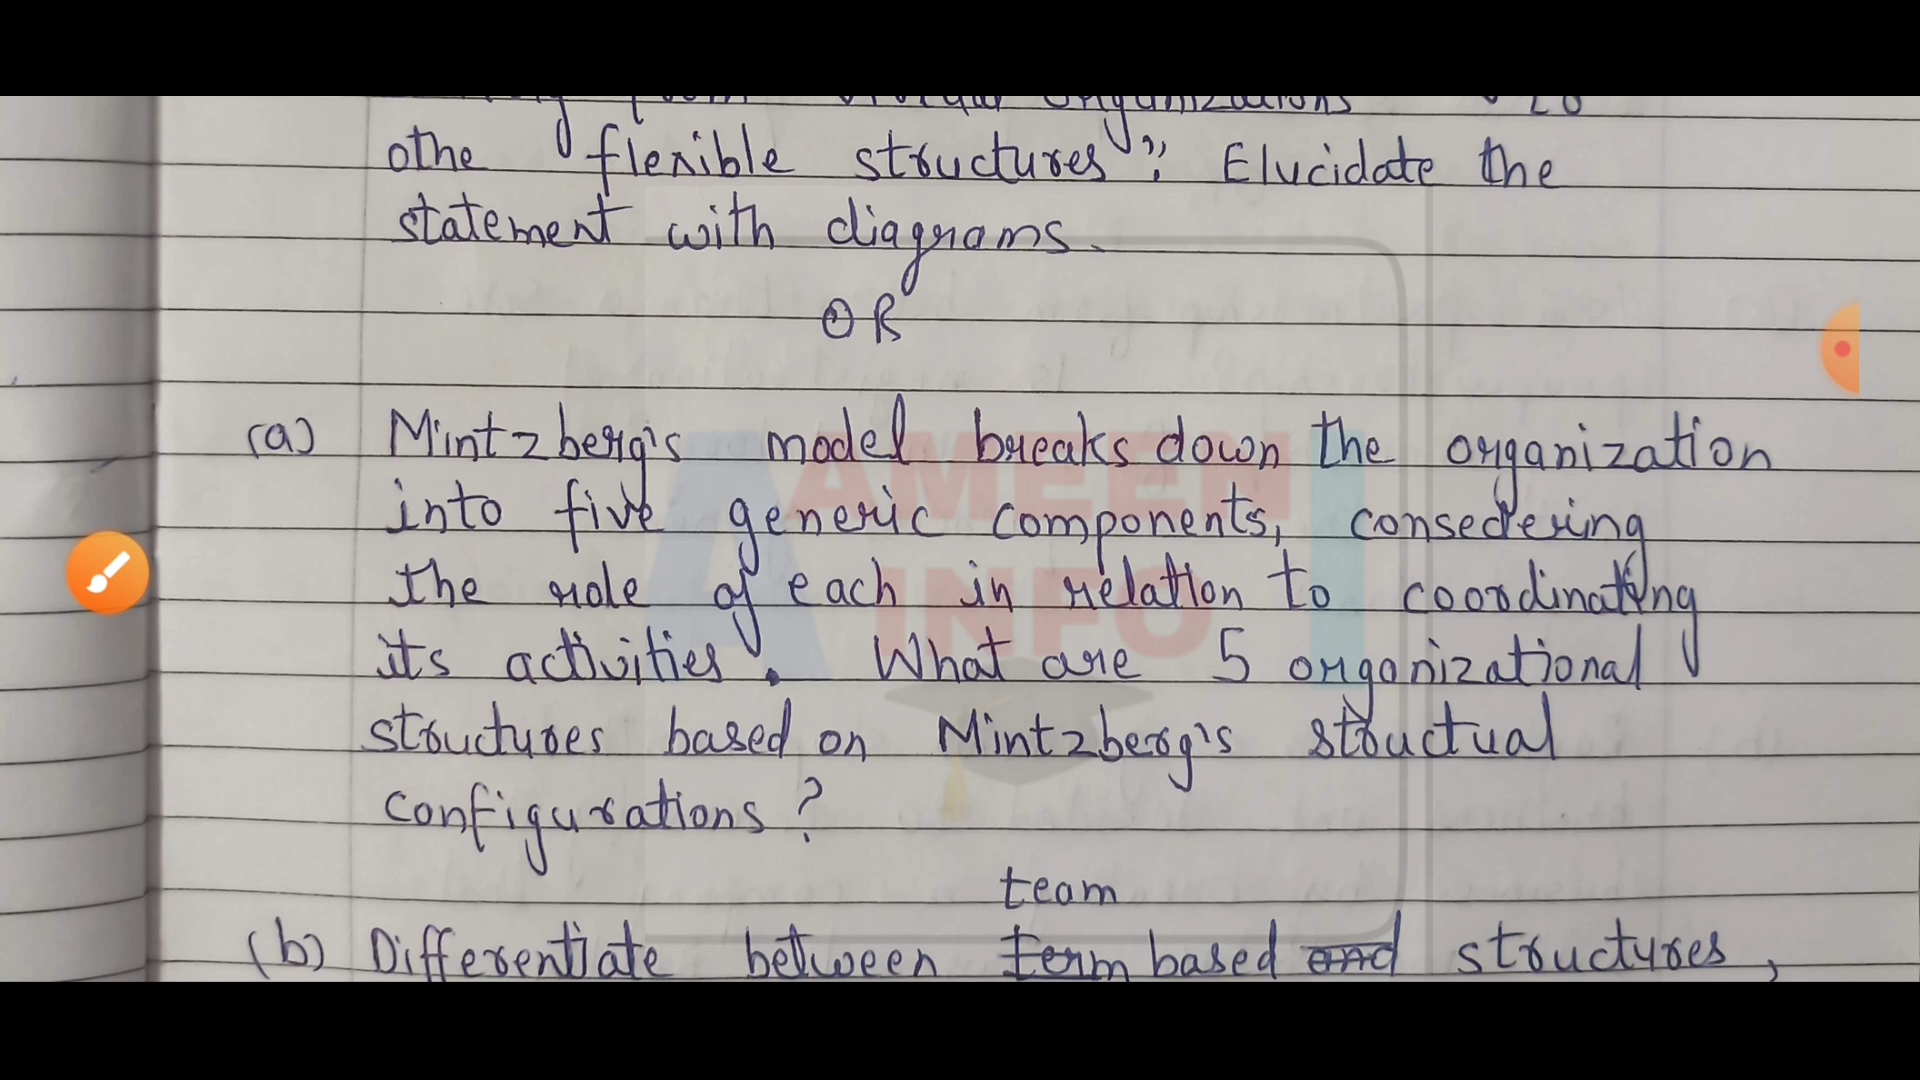 othe flexible structures"; Elucidate the
statement with diagrams.
OR
(a) Mintzberg's model breaks down the organization
into five generic components, consedering
the role of each in relation to coordinating
its activities. What are 5 organizational
structures based on Mintzberg's structual
configurations?
team
(b) Differentiate between term based and structures,
AMEEN
INFO